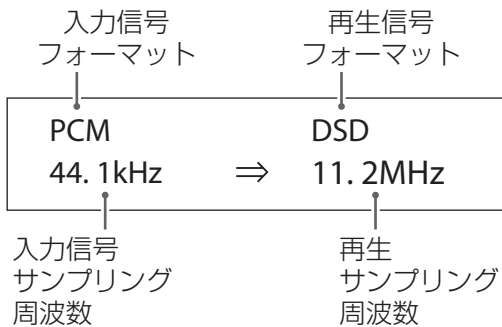 入力信号
フォーマット
再生信号
フォーマット
PCM
DSD
44. 1kHz ⇒ 11. 2MHz
入力信号
サンプリング
周波数
再生
サンプリング
周波数